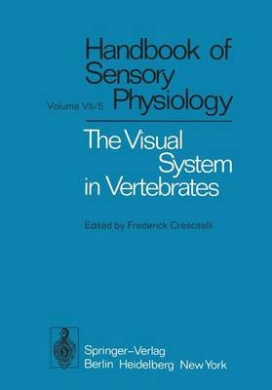 Handbook of
Sensory
Volume VII/5 Physiology
The Visual
System
in Vertebrates
Edited by Frederick Crescitelli
Springer-Verlag
Berlin Heidelberg New York